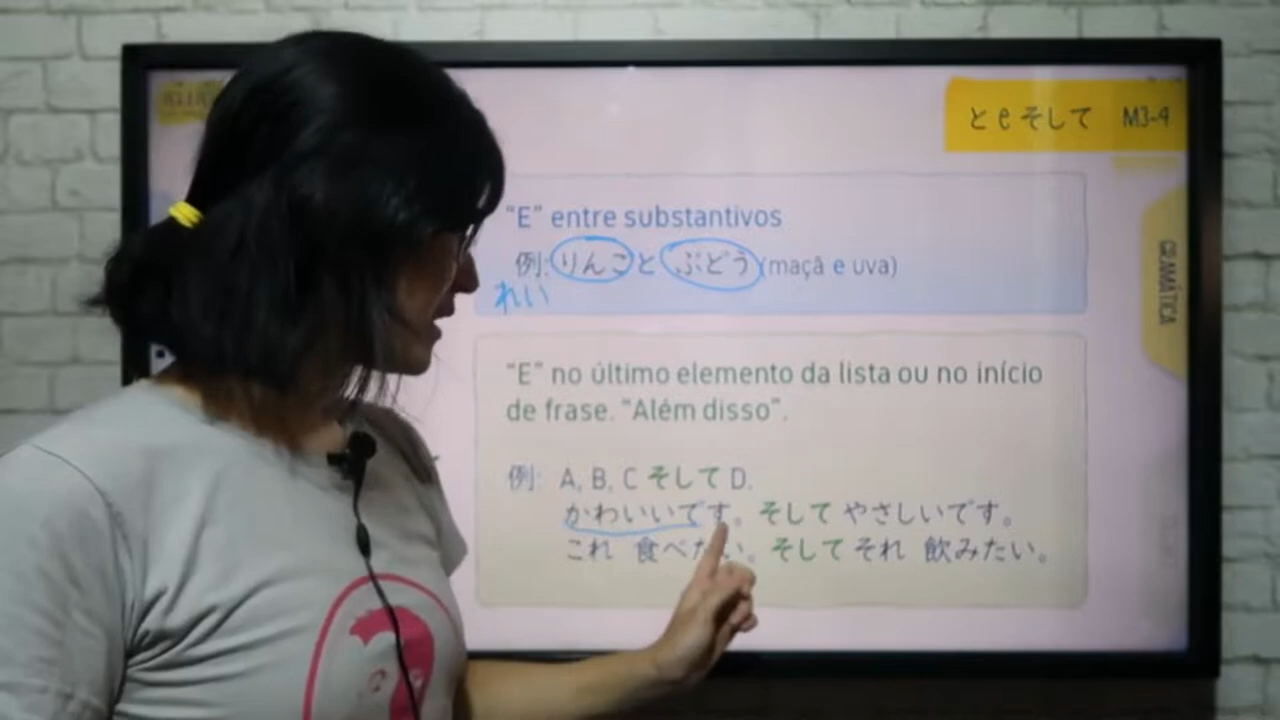 と e そして M3-4
"E" entre substantivos
例: りんご と ぶどう (maçã e uva)
れい
GRAMÁTICA
"E" no último elemento da lista ou no início
de frase. "Além disso".
例: A, B, C そして D.
かわいいです。そして やさしいです。
これ 食べたい。そして それ 飲みたい。